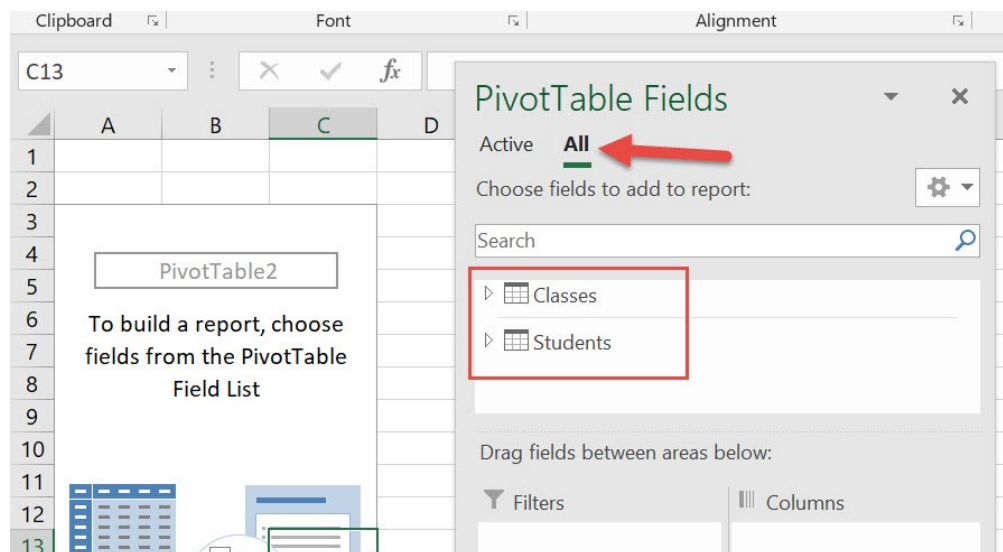 Clipboard Font Alignment
C13 fx
A B C D
1
2
3
4
5
6
7
8
9
10
11
12
13
PivotTable2
To build a report, choose
fields from the PivotTable
Field List
PivotTable Fields
Active All
Choose fields to add to report:
Search
Classes
Students
Drag fields between areas below:
Filters Columns